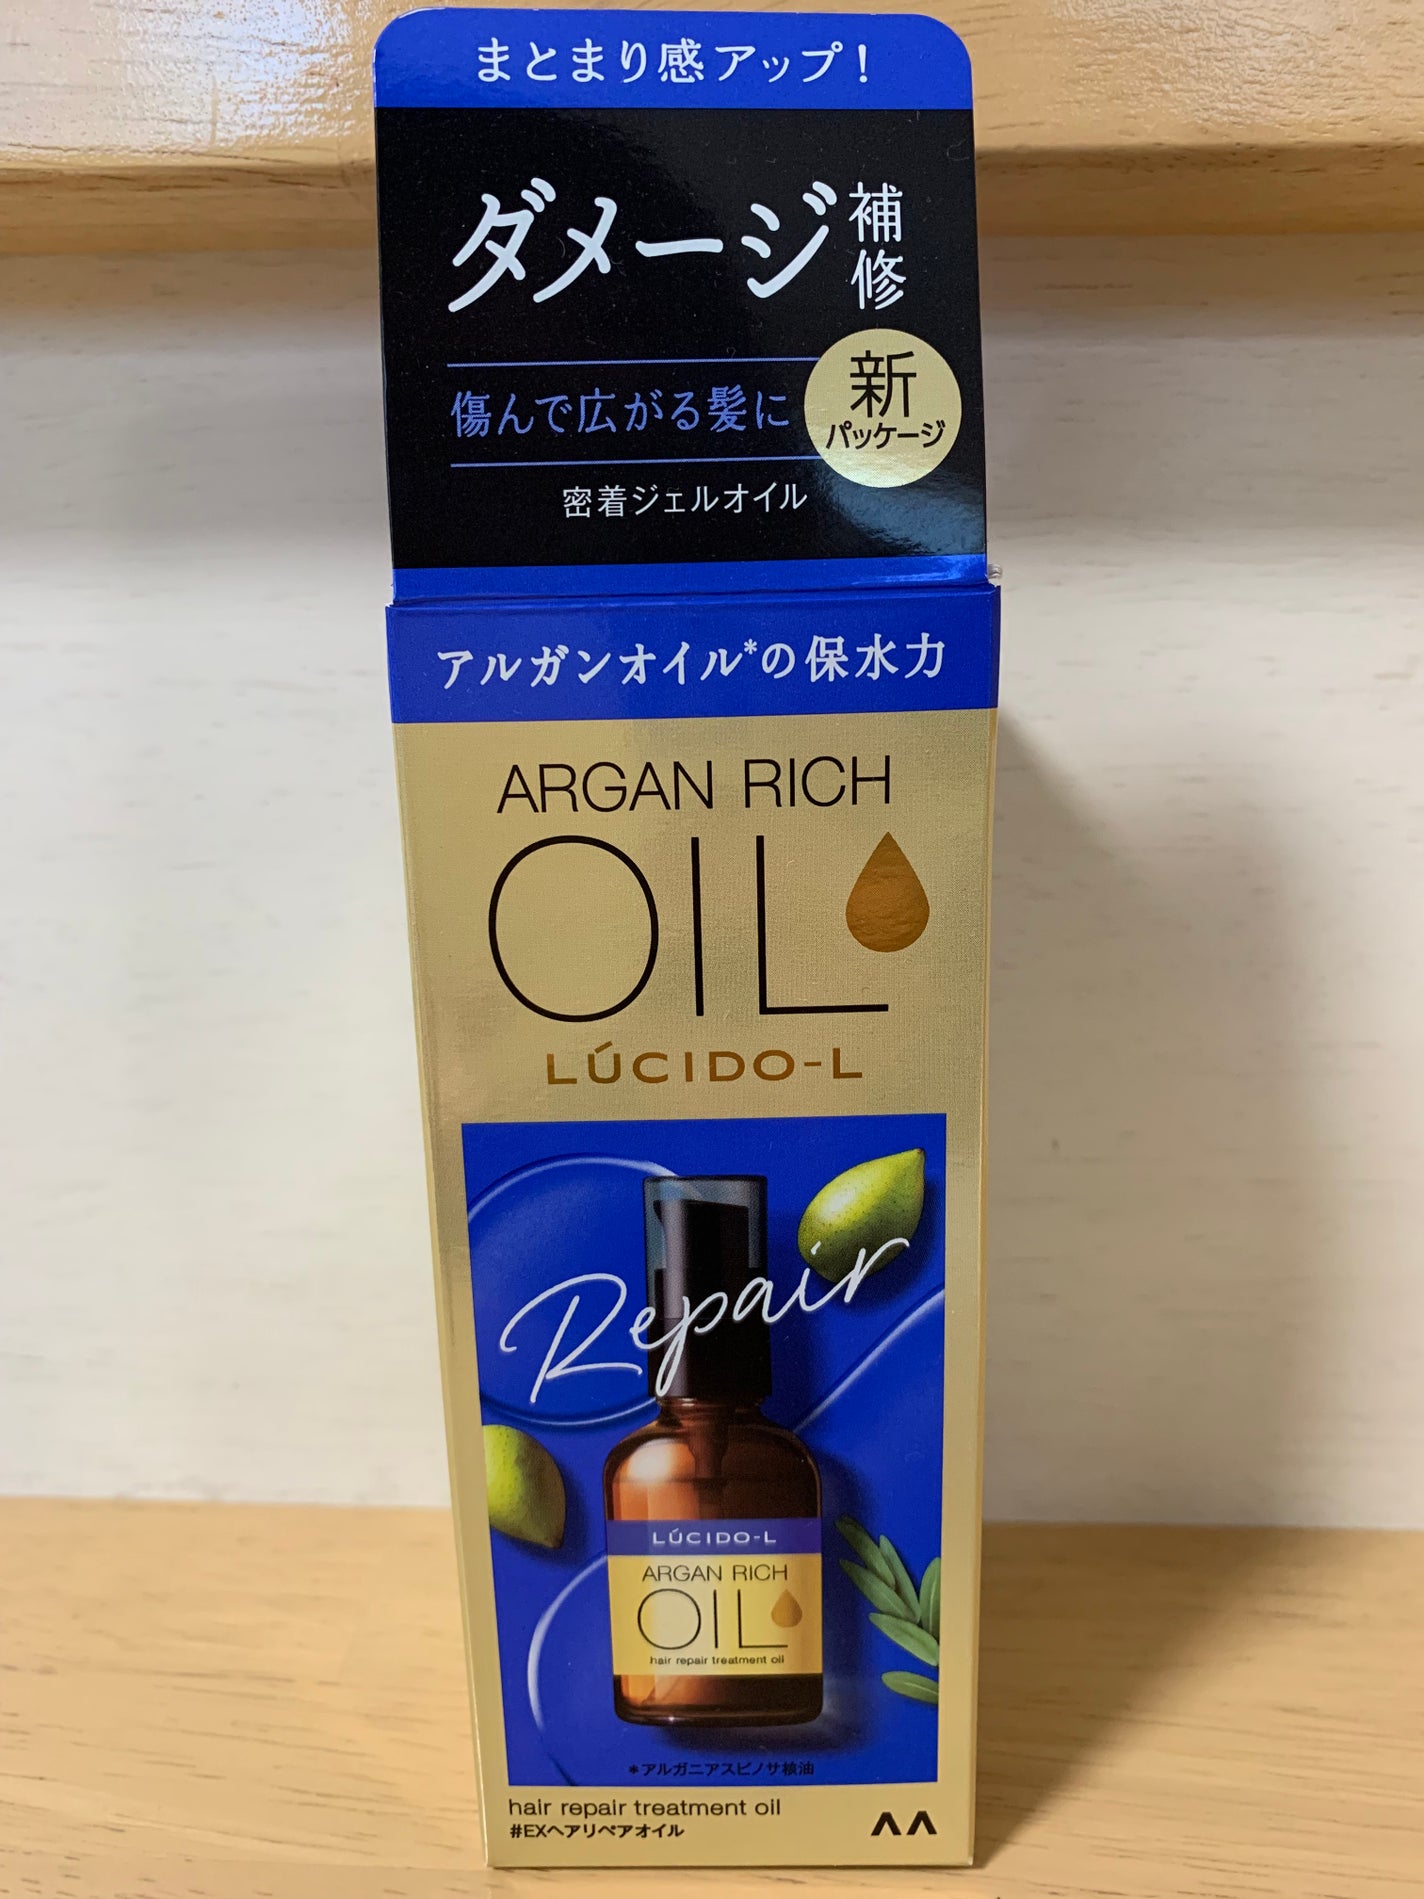 まとまり感アップ！
ダメージ補修
傷んで広がる髪に
新
パッケージ
密着ジェルオイル
アルガンオイル*の保水力
ARGAN RICH
OIL
LÚCIDO-L
Repair
LÚCIDO-L
ARGAN RICH
OIL
hair repair treatment oil
*アルガニアスピノサ核油
hair repair treatment oil
#EXヘアリペアオイル